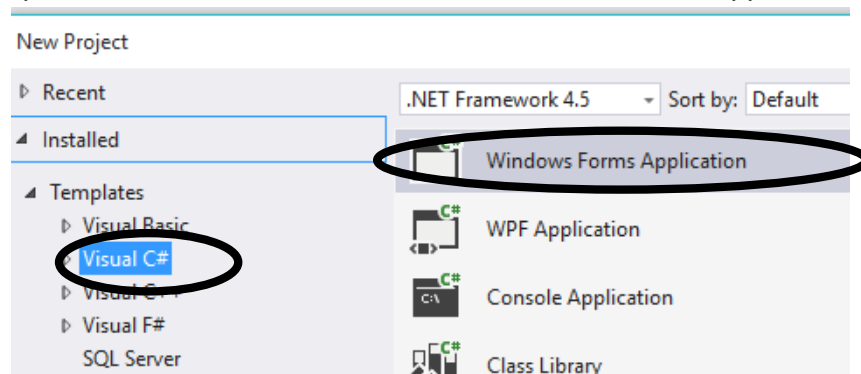 New Project
Recent
.NET Framework 4.5 Sort by: Default
Installed
Windows Forms Application
Templates
Visual Basic
WPF Application
Visual C#
Visual C++
Console Application
Visual F#
SQL Server
Class Library